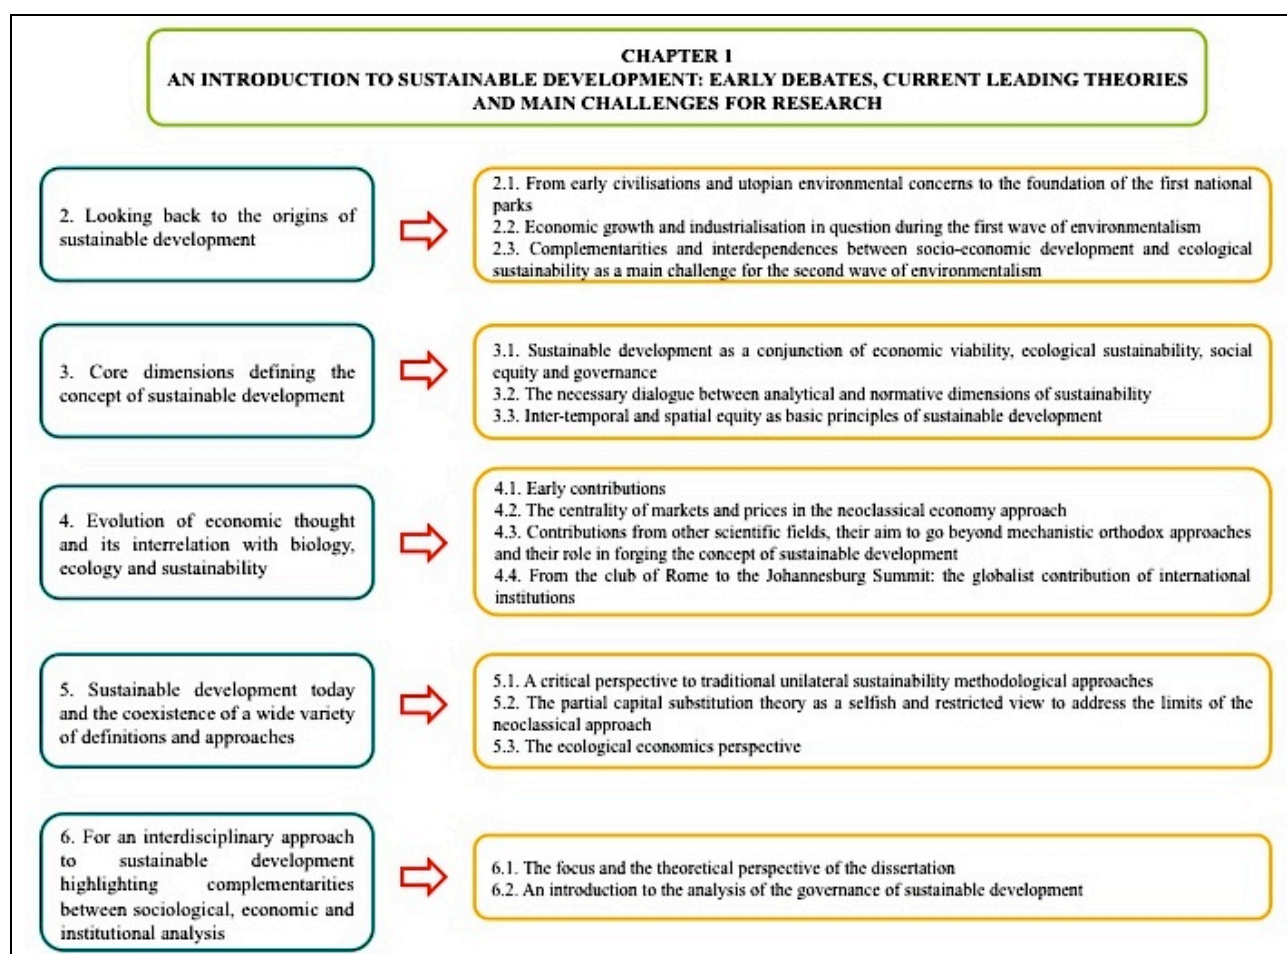 CHAPTER 1
AN INTRODUCTION TO SUSTAINABLE DEVELOPMENT: EARLY DEBATES, CURRENT LEADING THEORIES
AND MAIN CHALLENGES FOR RESEARCH
2. Looking back to the origins of
sustainable development
2.1. From early civilisations and utopian environmental concerns to the foundation of the first national
parks
2.2. Economic growth and industrialisation in question during the first wave of environmentalism
2.3. Complementarities and interdependences between socio-economic development and ecological
sustainability as a main challenge for the second wave of environmentalism
3. Core dimensions defining the
concept of sustainable development
3.1. Sustainable development as a conjunction of economic viability, ecological sustainability, social
equity and governance
3.2. The necessary dialogue between analytical and normative dimensions of sustainability
3.3. Inter-temporal and spatial equity as basic principles of sustainable development
4. Evolution of economic thought
and its interrelation with biology,
ecology and sustainability
4.1. Early contributions
4.2. The centrality of markets and prices in the neoclassical economy approach
4.3. Contributions from other scientific fields, their aim to go beyond mechanistic orthodox approaches
and their role in forging the concept of sustainable development
4.4. From the club of Rome to the Johannesburg Summit: the globalist contribution of international
institutions
5. Sustainable development today
and the coexistence of a wide variety
of definitions and approaches
5.1. A critical perspective to traditional unilateral sustainability methodological approaches
5.2. The partial capital substitution theory as a selfish and restricted view to address the limits of the
neoclassical approach
5.3. The ecological economics perspective
6. For an interdisciplinary approach
to sustainable development
highlighting complementarities
between sociological, economic and
institutional analysis
6.1. The focus and the theoretical perspective of the dissertation
6.2. An introduction to the analysis of the governance of sustainable development